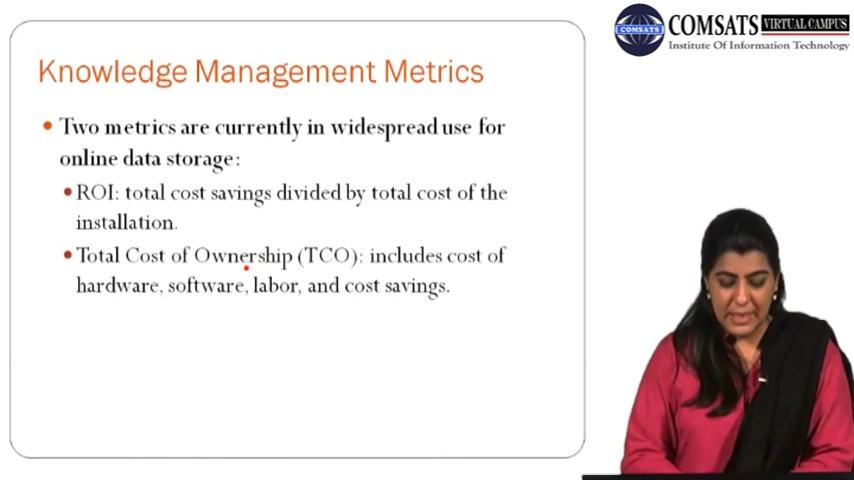 COMSATS VIRTUAL CAMPUS
Institute Of Information Technology
COMSATS
Knowledge Management Metrics
• Two metrics are currently in widespread use for
online data storage:
• ROI: total cost savings divided by total cost of the
installation.
• Total Cost of Ownership (TCO): includes cost of
hardware, software, labor, and cost savings.